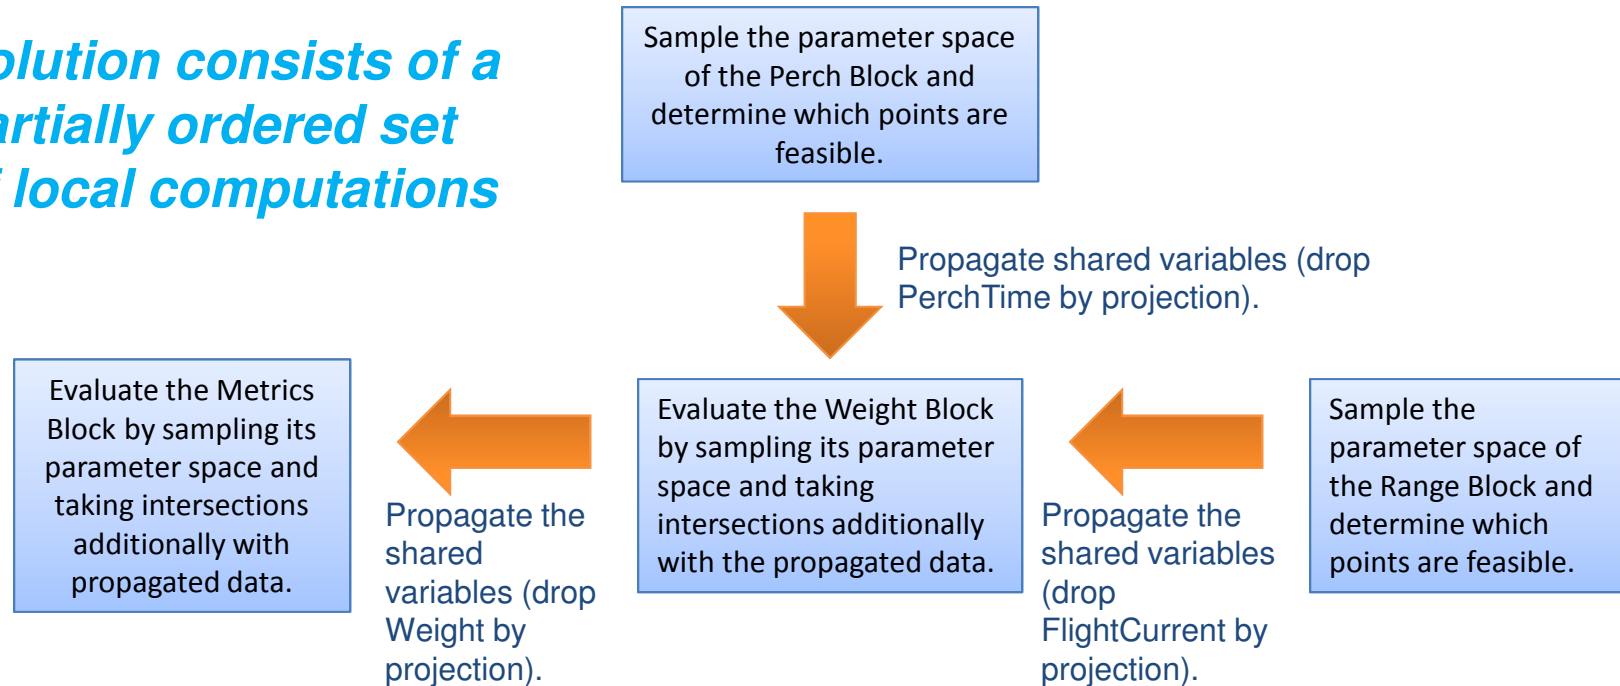 olution consists of a
artially ordered set
local computations
Sample the parameter space
of the Perch Block and
determine which points are
feasible.
Propagate shared variables (drop
PerchTime by projection).
Evaluate the Metrics
Block by sampling its
parameter space and
taking intersections
additionally with
propagated data.
Propagate the
shared
variables (drop
Weight by
projection).
Evaluate the Weight Block
by sampling its parameter
space and taking
intersections additionally
with the propagated data.
Propagate the
shared variables
(drop
FlightCurrent by
projection).
Sample the
parameter space of
the Range Block and
determine which
points are feasible.